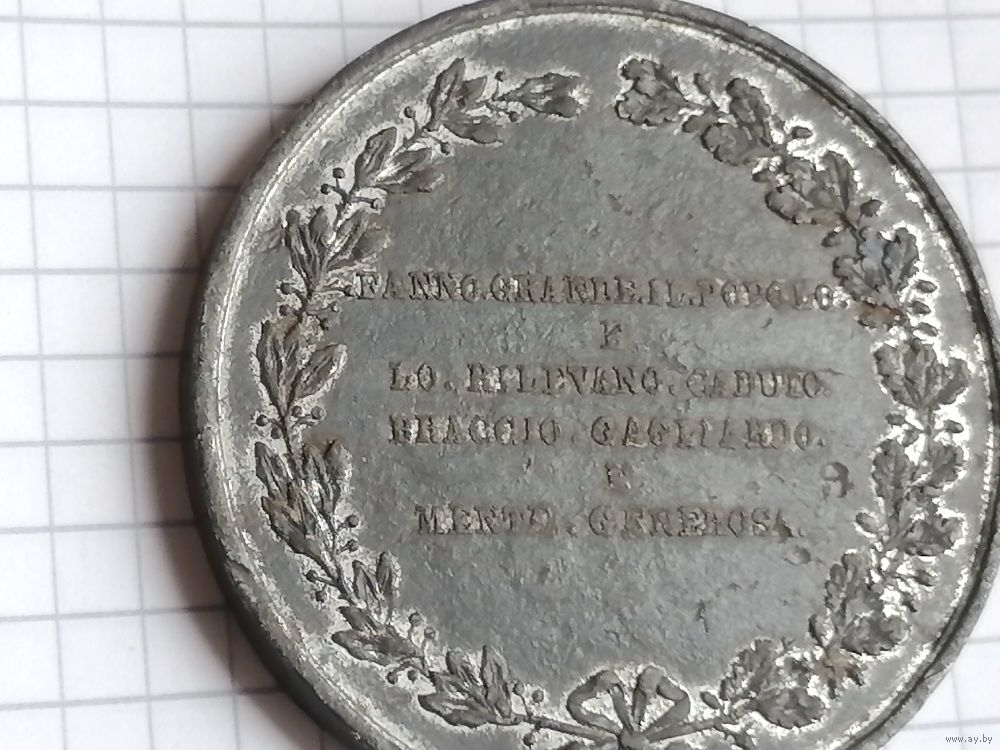 FANNO.GRANDE.IL.POPOLO.
E
LO.RILEVANO.CADUTO.
BRACCIO.GAGLIARDO.
E
MENTE.GENEROSA.
www.ay.by